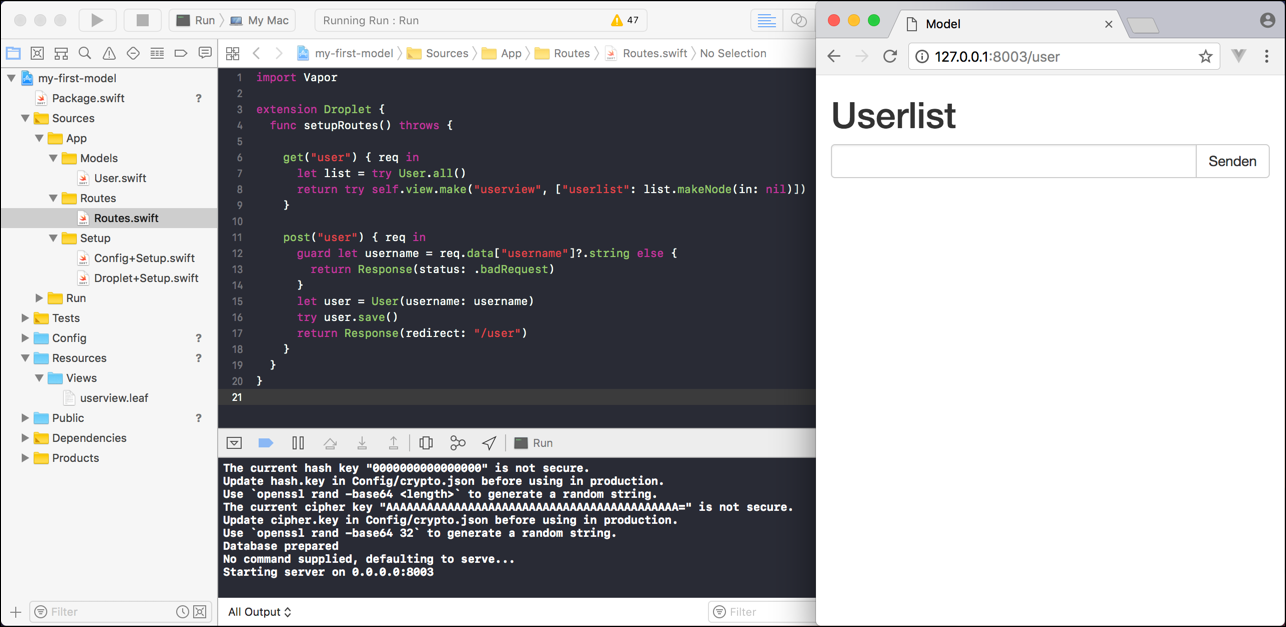 Run
My Mac
Running Run : Run
47
my-first-model
Sources
App
Routes
Routes.swift
No Selection
my-first-model
Package.swift
?
Sources
App
Models
User.swift
Routes
Routes.swift
Setup
Config+Setup.swift
Droplet+Setup.swift
Run
Tests
Config
?
Resources
?
Views
userview.leaf
Public
?
Dependencies
Products
Filter
1 import Vapor
2
3 extension Droplet {
4 func setupRoutes() throws {
5
6 get("user") { req in
7 let list = try User.all()
8 return try self.view.make("userview", ["userlist": list.makeNode(in: nil)])
9 }
10
11 post("user") { req in
12 guard let username = req.data["username"]?.string else {
13 return Response(status: .badRequest)
14 }
15 let user = User(username: username)
16 try user.save()
17 return Response(redirect: "/user")
18 }
19 }
20 }
21
Run
The current hash key "0000000000000000" is not secure.
Update hash.key in Config/crypto.json before using in production.
Use `openssl rand -base64 <length>` to generate a random string.
The current cipher key "AAAAAAAAAAAAAAAAAAAAAAAAAAAAAAAAAAAAAAAAAAA=" is not secure.
Update cipher.key in Config/crypto.json before using in production.
Use `openssl rand -base64 32` to generate a random string.
Database prepared
No command supplied, defaulting to serve...
Starting server on 0.0.0.0:8003
All Output
Filter
Model
127.0.0.1:8003/user
Userlist
Senden